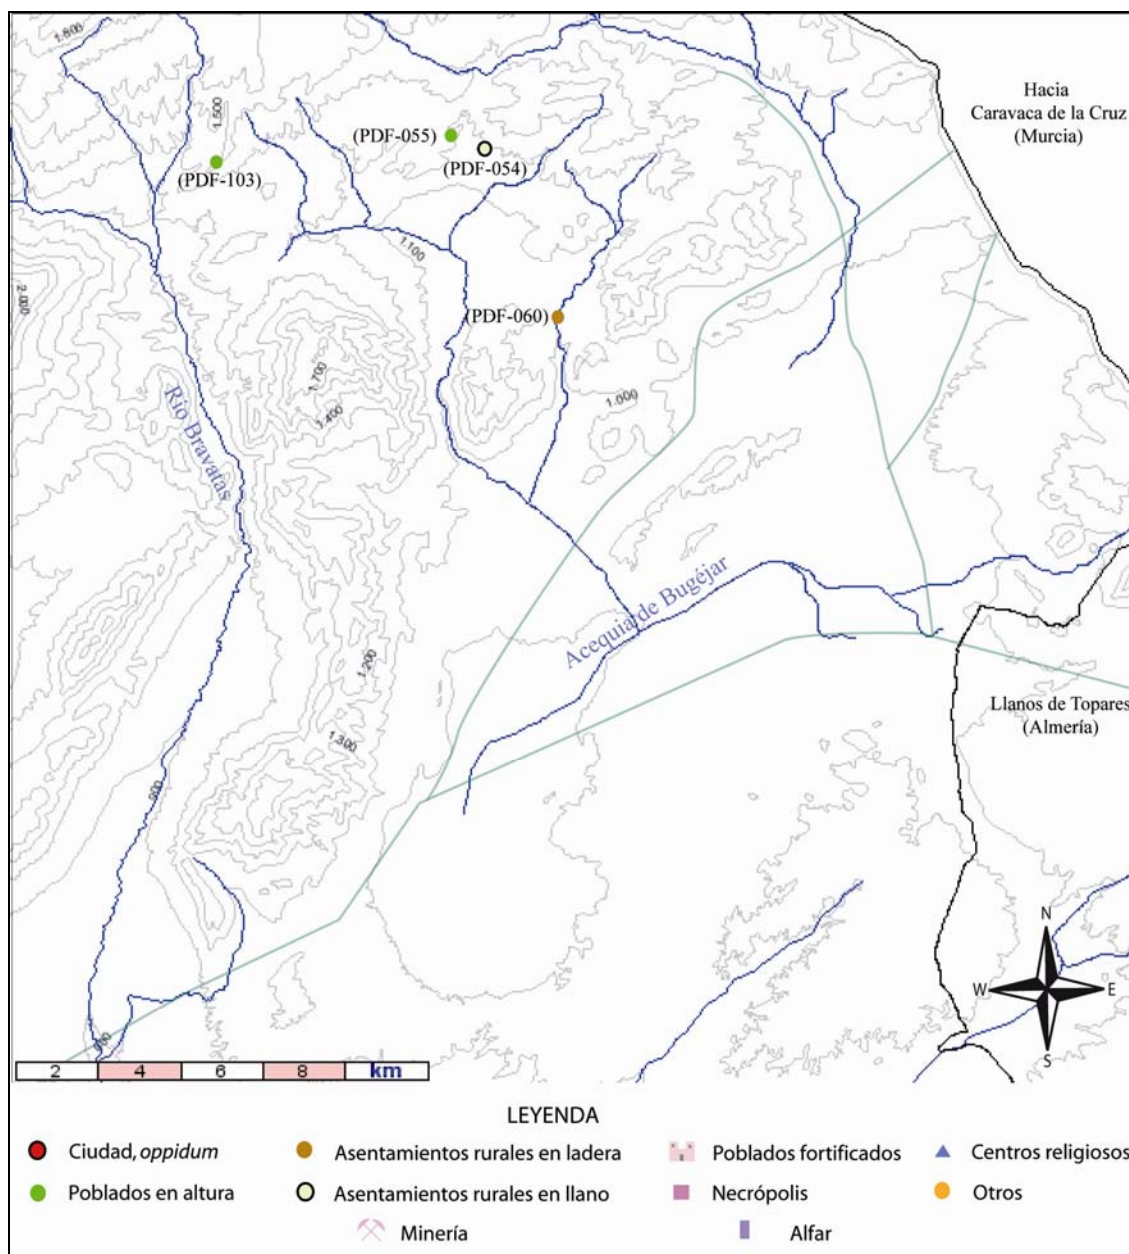 1.800
1.500
Hacia
Caravaca de la Cruz
(Murcia)
(PDF-055)
(PDF-054)
(PDF-103)
1.100
2.000
(PDF-060)
1.700
1.400
1.000
Río Bravatas
Acequia de Bugéjar
1.200
1.300
Llanos de Topares
(Almería)
900
N
W
E
S
2 4 6 8 km
LEYENDA
Ciudad, oppidum
Asentamientos rurales en ladera
Poblados fortificados
Centros religiosos
Poblados en altura
Asentamientos rurales en llano
Necrópolis
Otros
Minería
Alfar